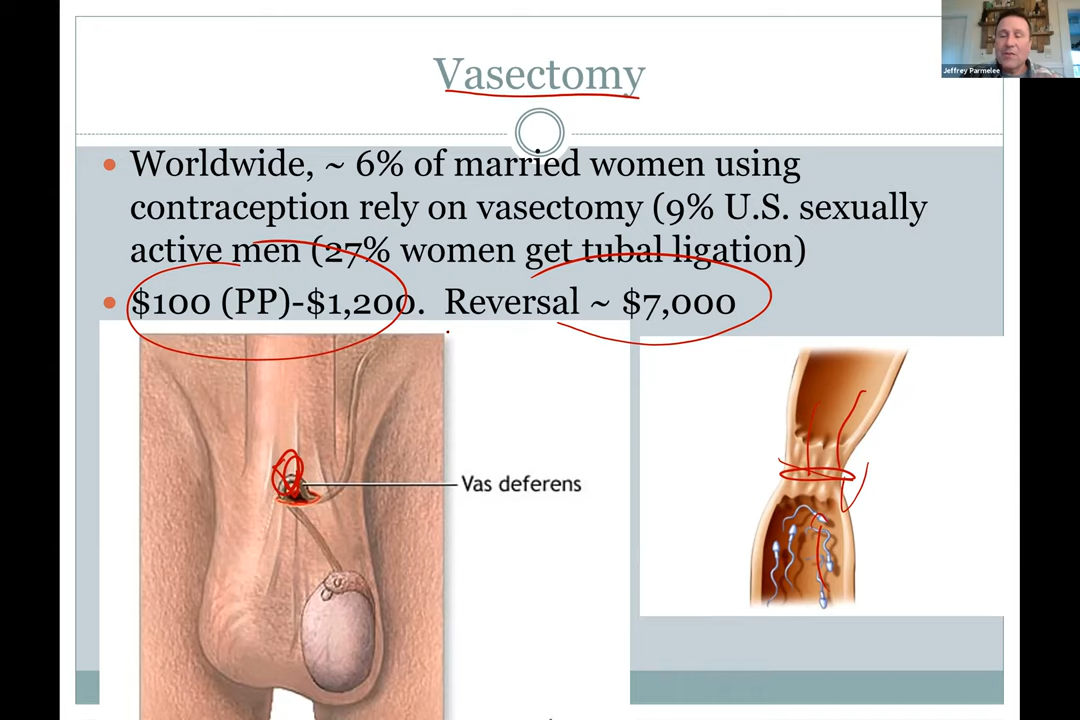 Jeffrey Parmelee
Vasectomy
• Worldwide, ~ 6% of married women using
contraception rely on vasectomy (9% U.S. sexually
active men (27% women get tubal ligation)
• $100 (PP)-$1,200. Reversal ~ $7,000
Vas deferens